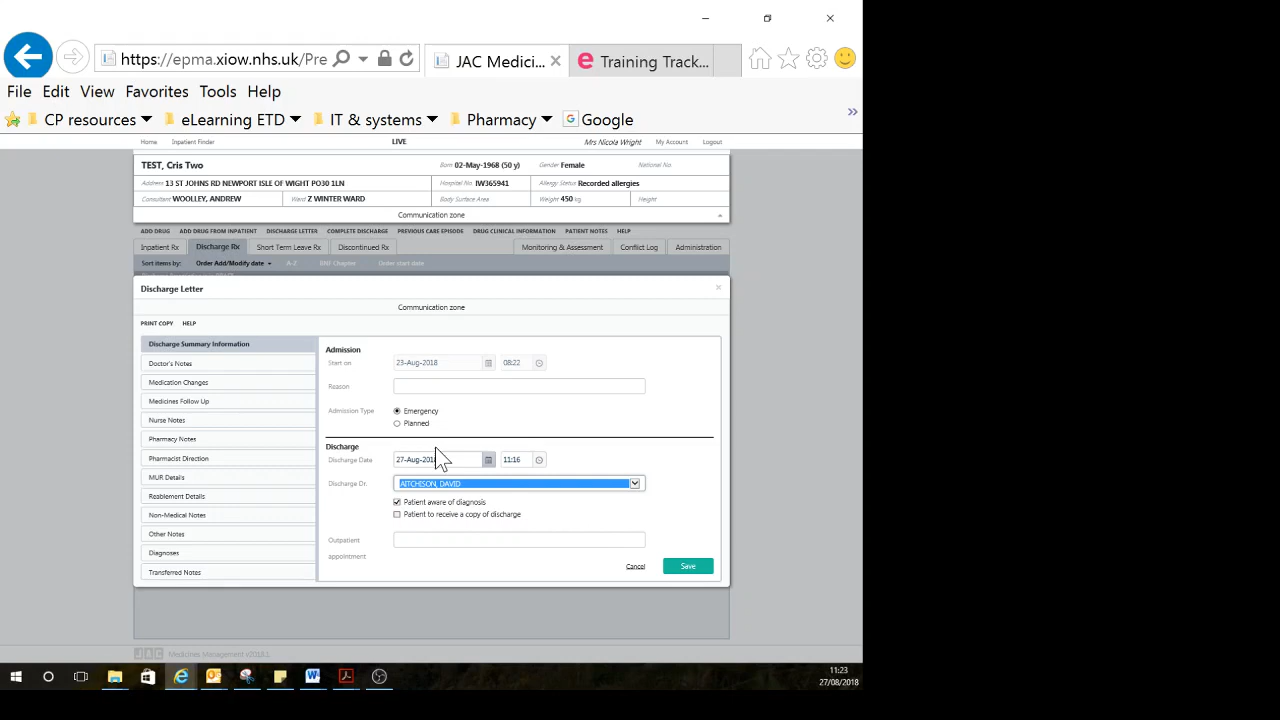 https://epma.xiow.nhs.uk/Pre
JAC Medici...
Training Track...
File Edit View Favorites Tools Help
CP resources eLearning ETD IT & systems Pharmacy Google
Home Inpatient Finder LIVE Mrs Nicola Wright My Account Logout
TEST, Cris Two Born 02-May-1968 (50 y) Gender Female National No
Address 13 ST JOHNS RD NEWPORT ISLE OF WIGHT PO30 1LN Hospital No. IW365941 Allergy Status Recorded allergies
Consultant WOOLLEY, ANDREW Ward Z WINTER WARD Body Surface Area Weight 450 kg Height
Communication zone
ADD DRUG ADD DRUG FROM INPATIENT DISCHARGE LETTER COMPLETE DISCHARGE PREVIOUS CARE EPISODE DRUG CLINICAL INFORMATION PATIENT NOTES HELP
Inpatient Rx Discharge Rx Short Term Leave Rx Discontinued Rx Monitoring & Assessment Conflict Log Administration
Sort items by: Order Add/Modify date A-Z BNF Chapter Order start date
Discharge Letter
Communication zone
PRINT COPY HELP
Discharge Summary Information
Doctor's Notes
Medication Changes
Medicines Follow Up
Nurse Notes
Pharmacy Notes
Pharmacist Direction
MUR Details
Reablement Details
Non-Medical Notes
Other Notes
Diagnoses
Transferred Notes
Admission
Start on 23-Aug-2018 08:22
Reason
Admission Type Emergency
Planned
Discharge
Discharge Date 27-Aug-2018 11:16
Discharge Dr. AITCHESON, DAVID
Patient aware of diagnosis
Patient to receive a copy of discharge
Outpatient
appointment
Cancel Save
JAC Medicines Management v2018.1
11:23
27/08/2018